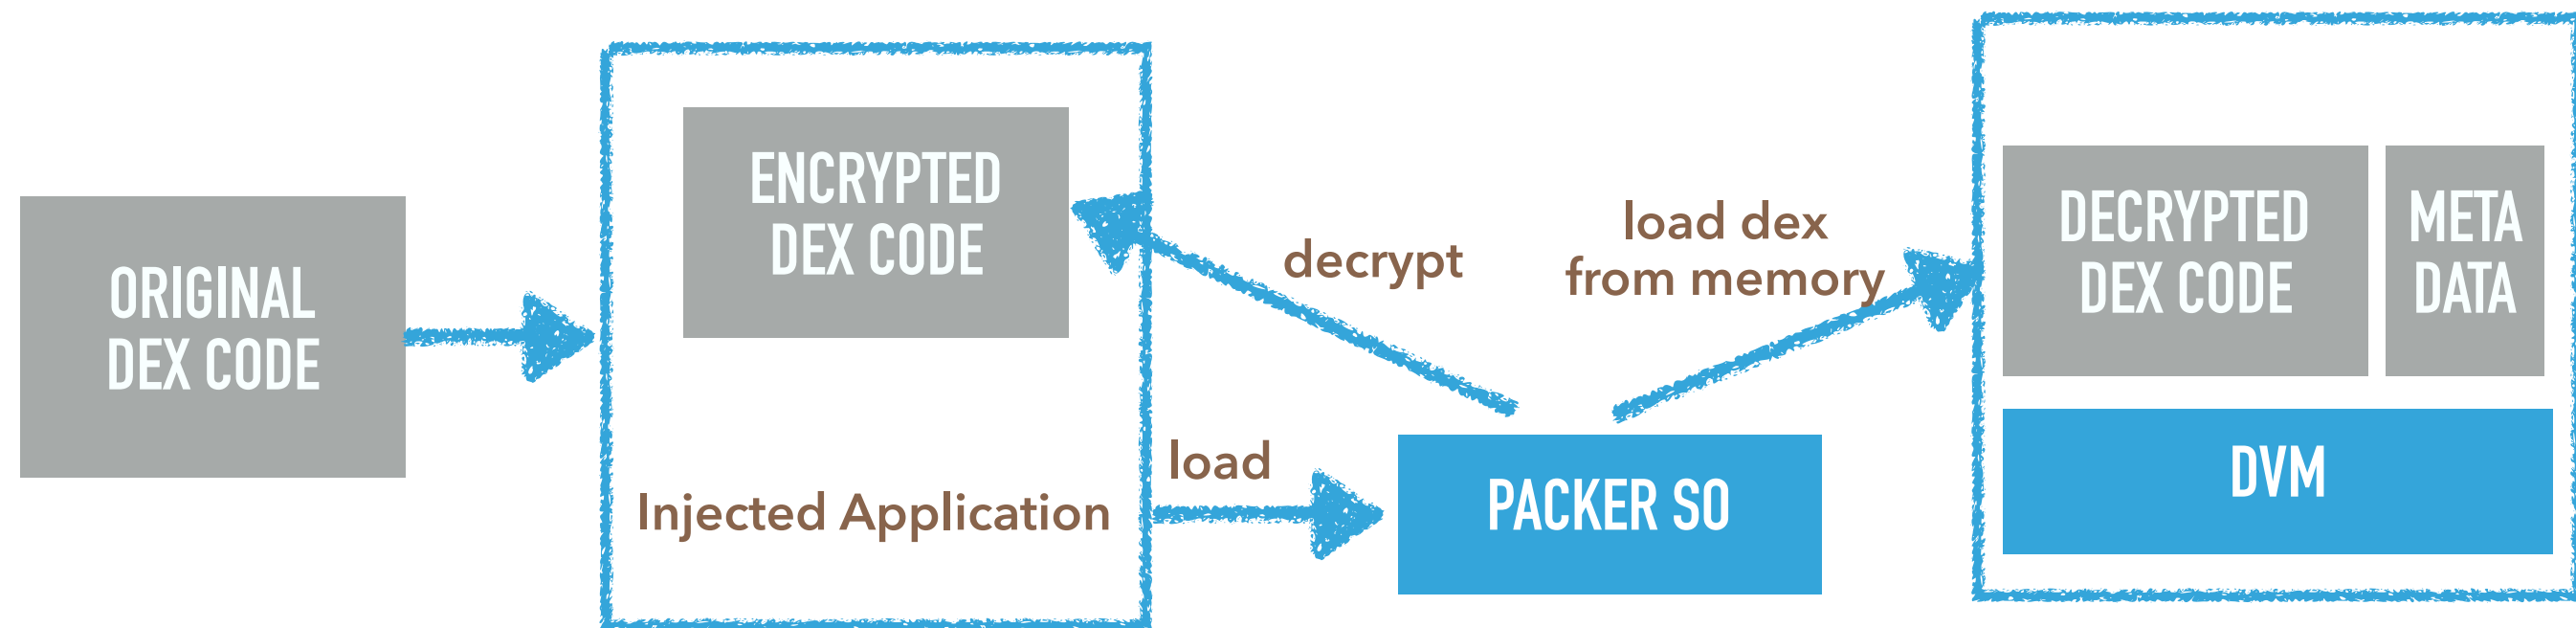 ORIGINAL
DEX CODE
ENCRYPTED
DEX CODE
Injected Application
decrypt
load
load dex
from memory
PACKER SO
DECRYPTED
DEX CODE
META
DATA
DVM